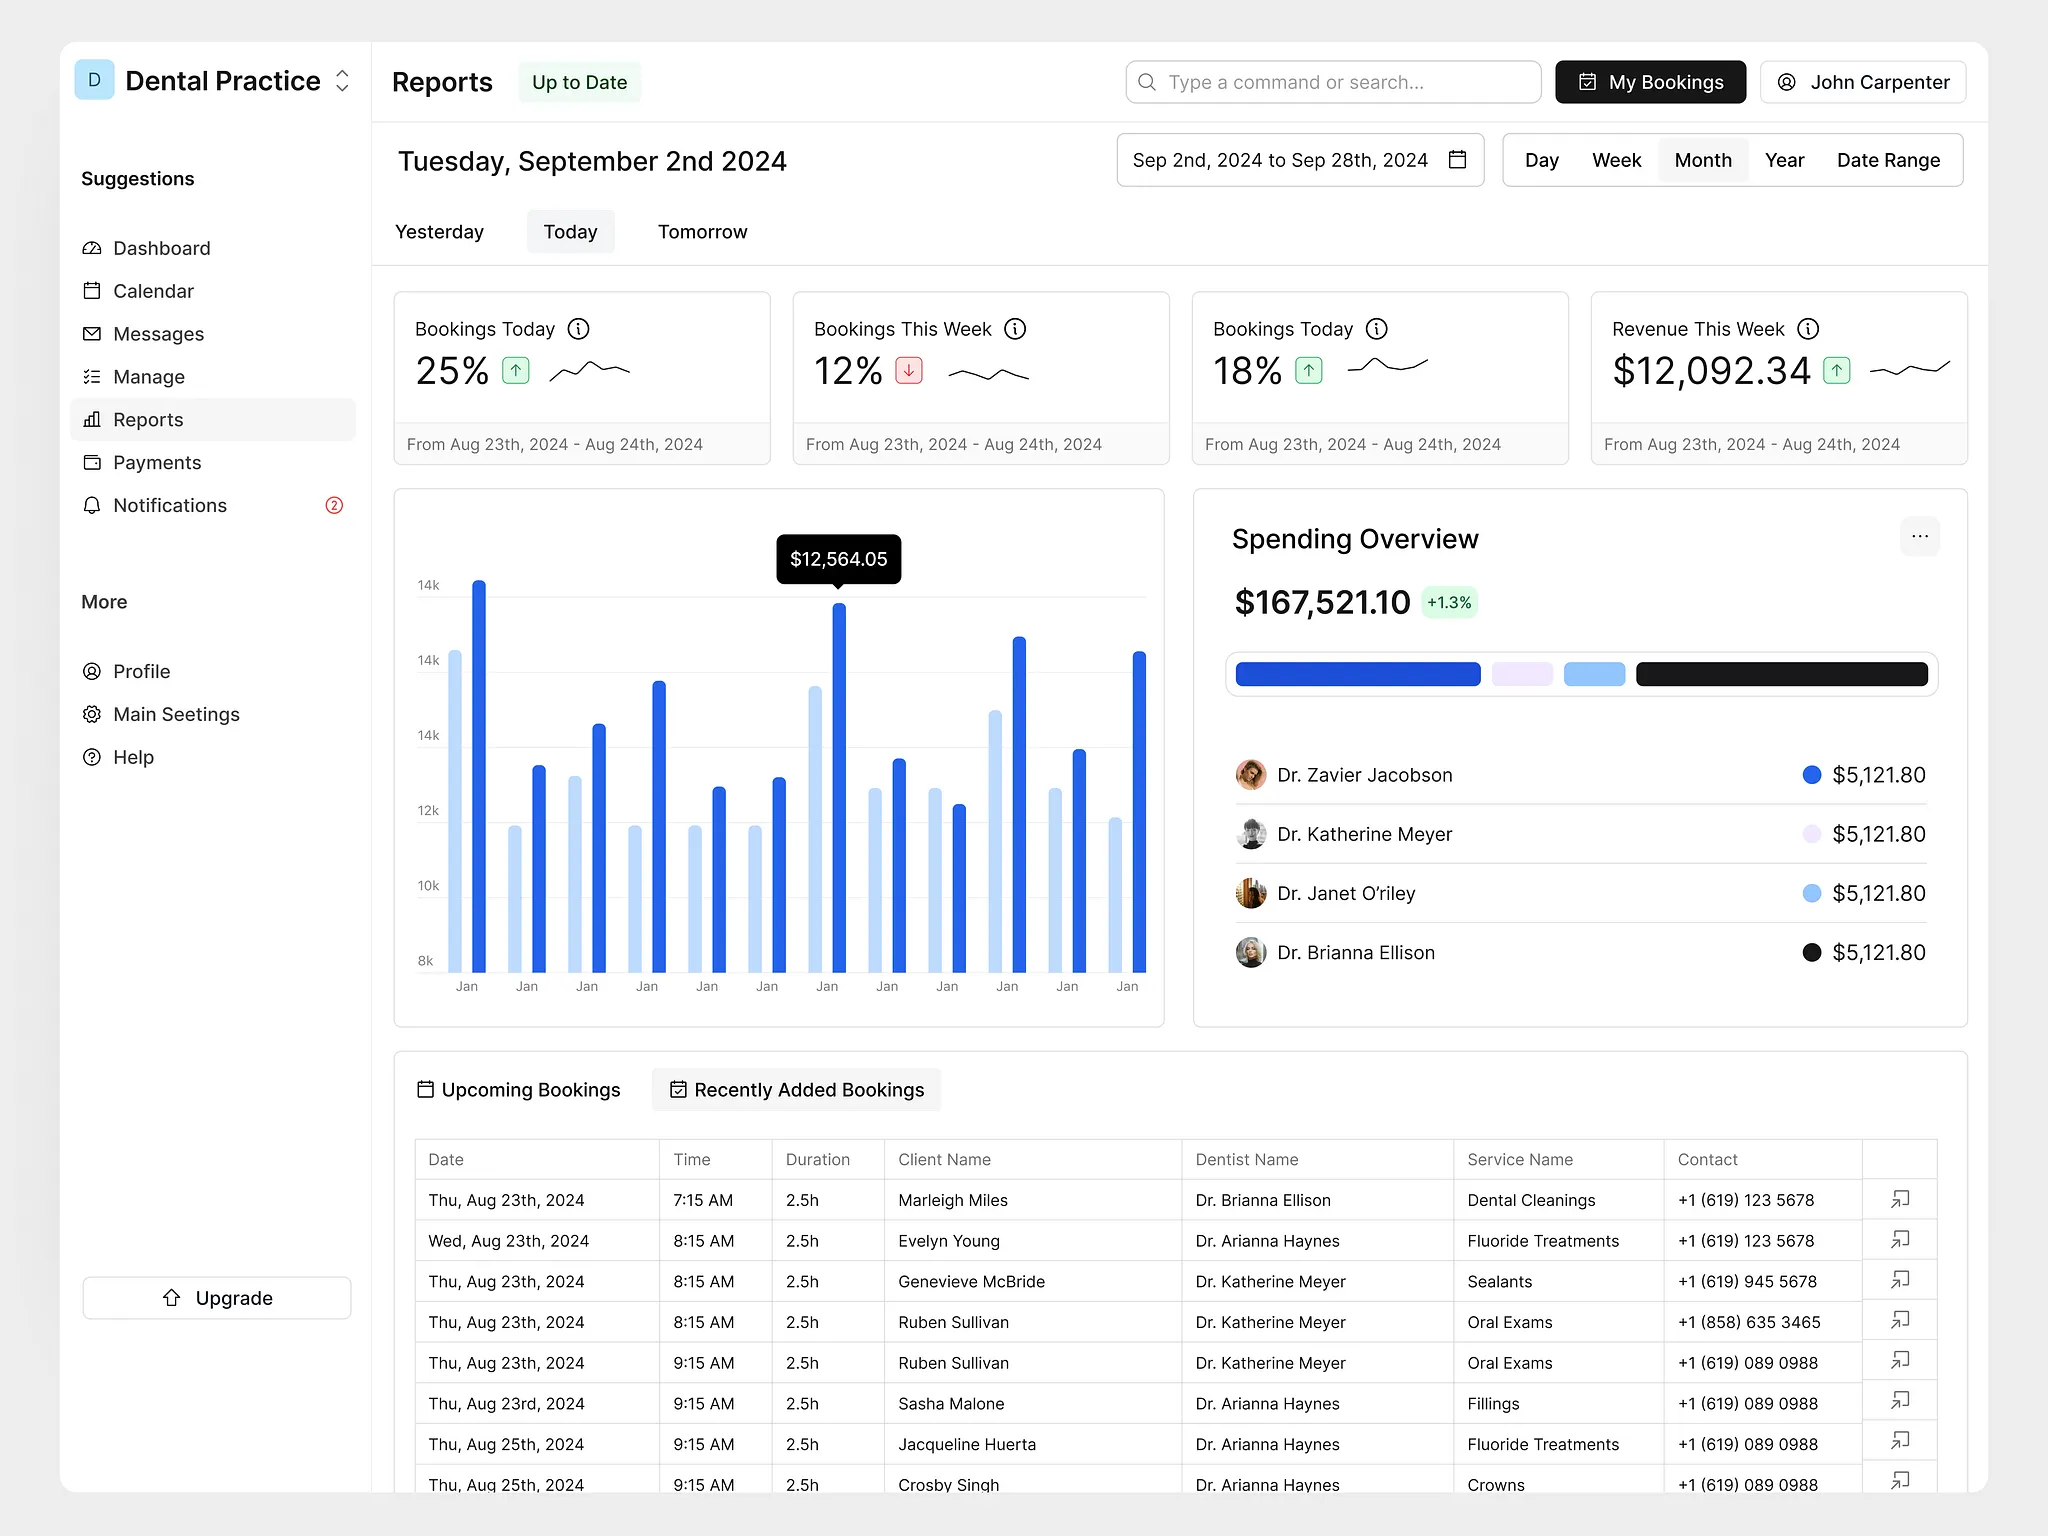 D Dental Practice
Suggestions
Dashboard
Calendar
Messages
Manage
Reports
Payments
Notifications 2
More
Profile
Main Seetings
Help
Upgrade
Reports Up to Date
Type a command or search...
My Bookings
John Carpenter
Tuesday, September 2nd 2024
Sep 2nd, 2024 to Sep 28th, 2024
Day Week Month Year Date Range
Yesterday Today Tomorrow
Bookings Today
25%
From Aug 23th, 2024 - Aug 24th, 2024
Bookings This Week
12%
From Aug 23th, 2024 - Aug 24th, 2024
Bookings Today
18%
From Aug 23th, 2024 - Aug 24th, 2024
Revenue This Week
$12,092.34
From Aug 23th, 2024 - Aug 24th, 2024
$12,564.05
14k
14k
14k
12k
10k
8k
Jan Jan Jan Jan Jan Jan Jan Jan Jan Jan Jan Jan
Spending Overview
$167,521.10 +1.3%
Dr. Zavier Jacobson $5,121.80
Dr. Katherine Meyer $5,121.80
Dr. Janet O’riley $5,121.80
Dr. Brianna Ellison $5,121.80
Upcoming Bookings Recently Added Bookings
Date Time Duration Client Name Dentist Name Service Name Contact
Thu, Aug 23th, 2024 7:15 AM 2.5h Marleigh Miles Dr. Brianna Ellison Dental Cleanings +1 (619) 123 5678
Wed, Aug 23th, 2024 8:15 AM 2.5h Evelyn Young Dr. Arianna Haynes Fluoride Treatments +1 (619) 123 5678
Thu, Aug 23th, 2024 8:15 AM 2.5h Genevieve McBride Dr. Katherine Meyer Sealants +1 (619) 945 5678
Thu, Aug 23th, 2024 8:15 AM 2.5h Ruben Sullivan Dr. Katherine Meyer Oral Exams +1 (858) 635 3465
Thu, Aug 23th, 2024 9:15 AM 2.5h Ruben Sullivan Dr. Katherine Meyer Oral Exams +1 (619) 089 0988
Thu, Aug 23rd, 2024 9:15 AM 2.5h Sasha Malone Dr. Arianna Haynes Fillings +1 (619) 089 0988
Thu, Aug 25th, 2024 9:15 AM 2.5h Jacqueline Huerta Dr. Arianna Haynes Fluoride Treatments +1 (619) 089 0988
Thu, Aug 25th, 2024 9:15 AM 2.5h Crosby Singh Dr. Arianna Haynes Crowns +1 (619) 089 0988